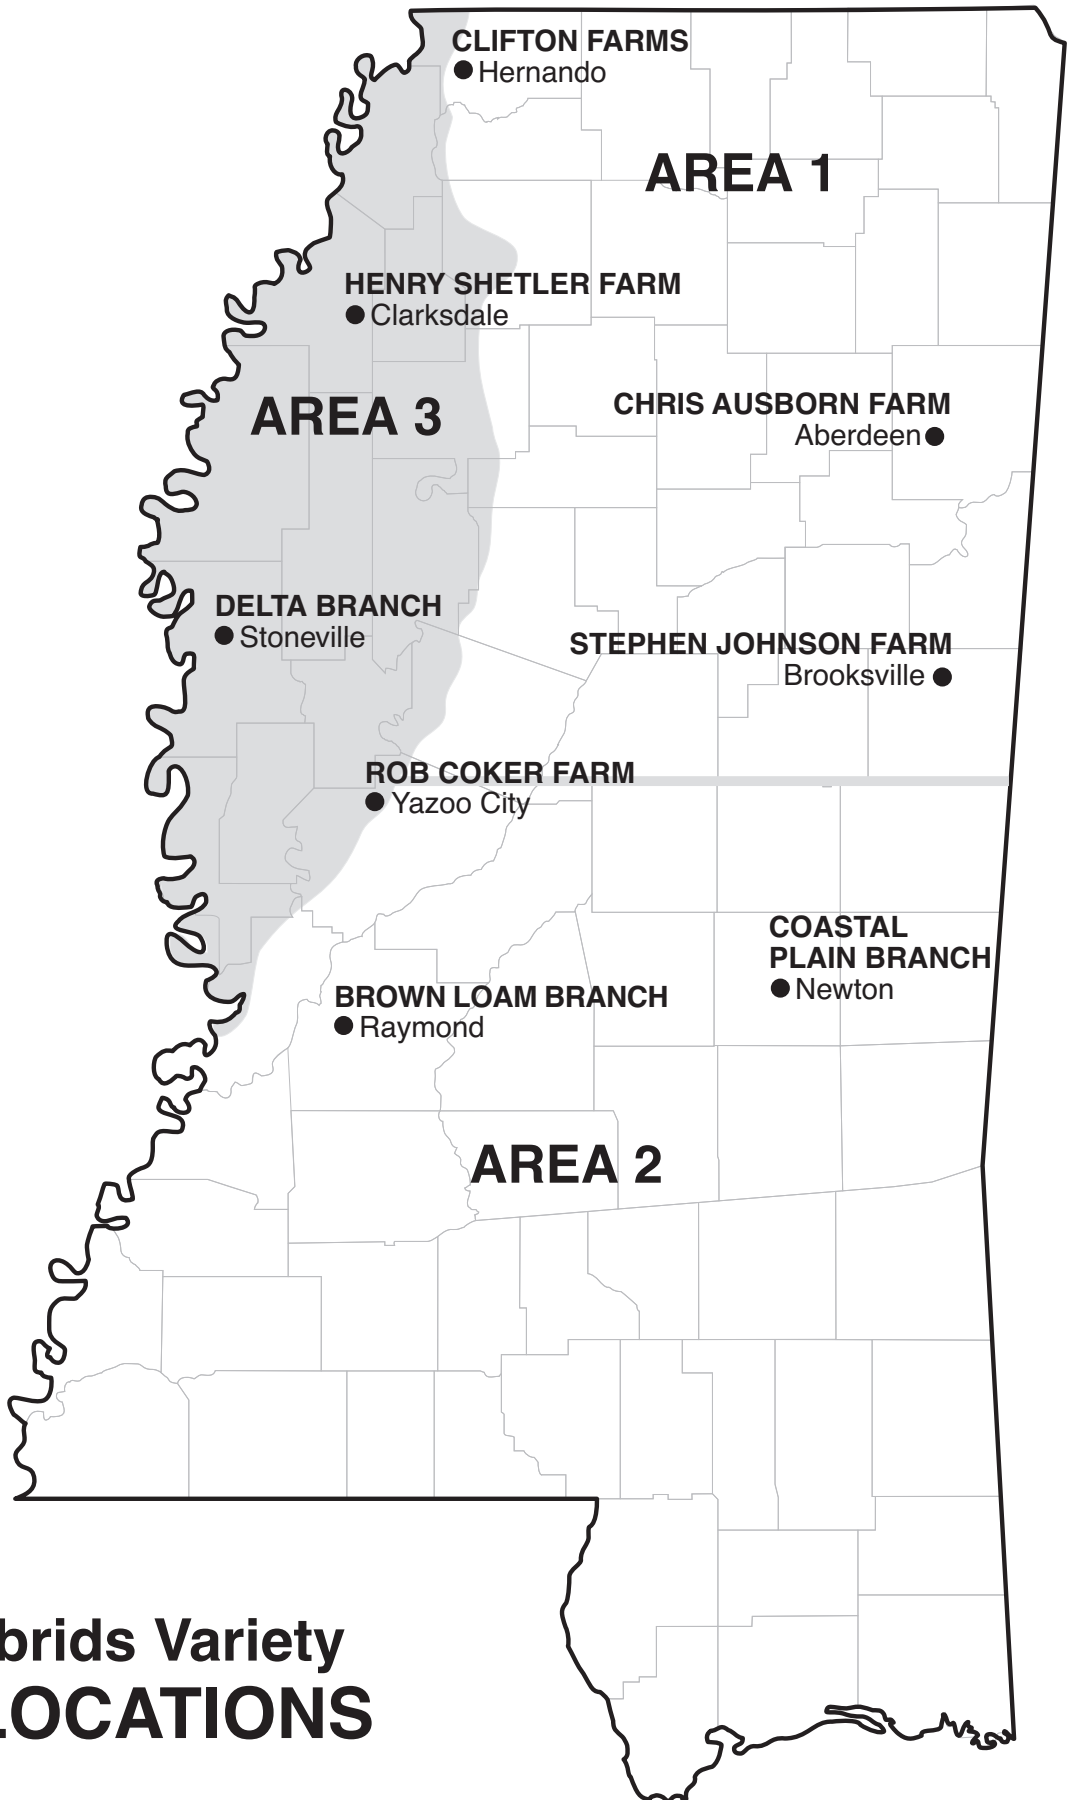 CLIFTON FARMS
Hernando
AREA 1
HENRY SHETLER FARM
Clarksdale
AREA 3
CHRIS AUSBORN FARM
Aberdeen
DELTA BRANCH
Stoneville
STEPHEN JOHNSON FARM
Brooksville
ROB COKER FARM
Yazoo City
COASTAL
PLAIN BRANCH
Newton
BROWN LOAM BRANCH
Raymond
AREA 2
brids Variety
LOCATIONS